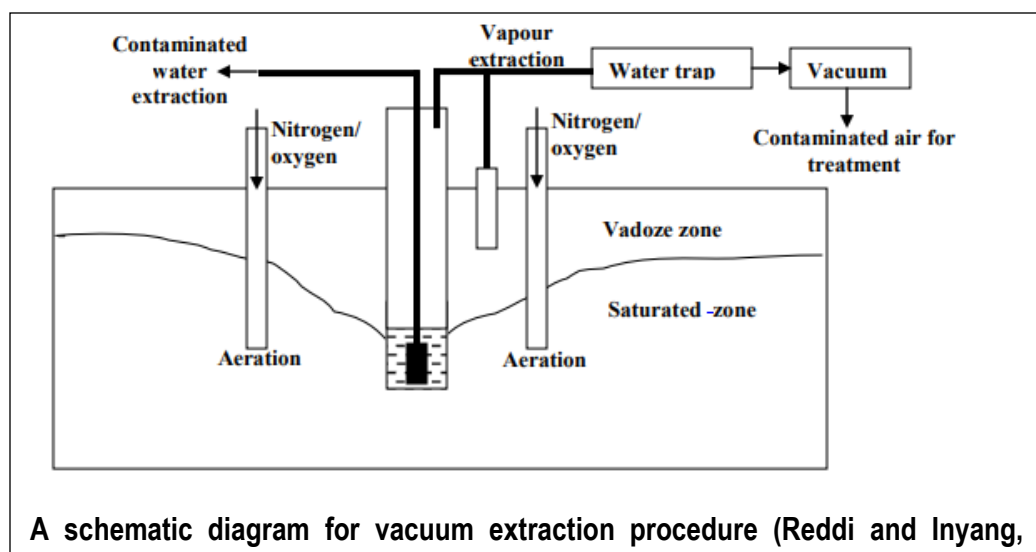 Contaminated
water
extraction
Vapour
extraction
Water trap
Vacuum
Nitrogen/
oxygen
Nitrogen/
oxygen
Contaminated air for
treatment
Vadoze zone
Saturated -zone
Aeration
Aeration
A schematic diagram for vacuum extraction procedure (Reddi and Inyang,